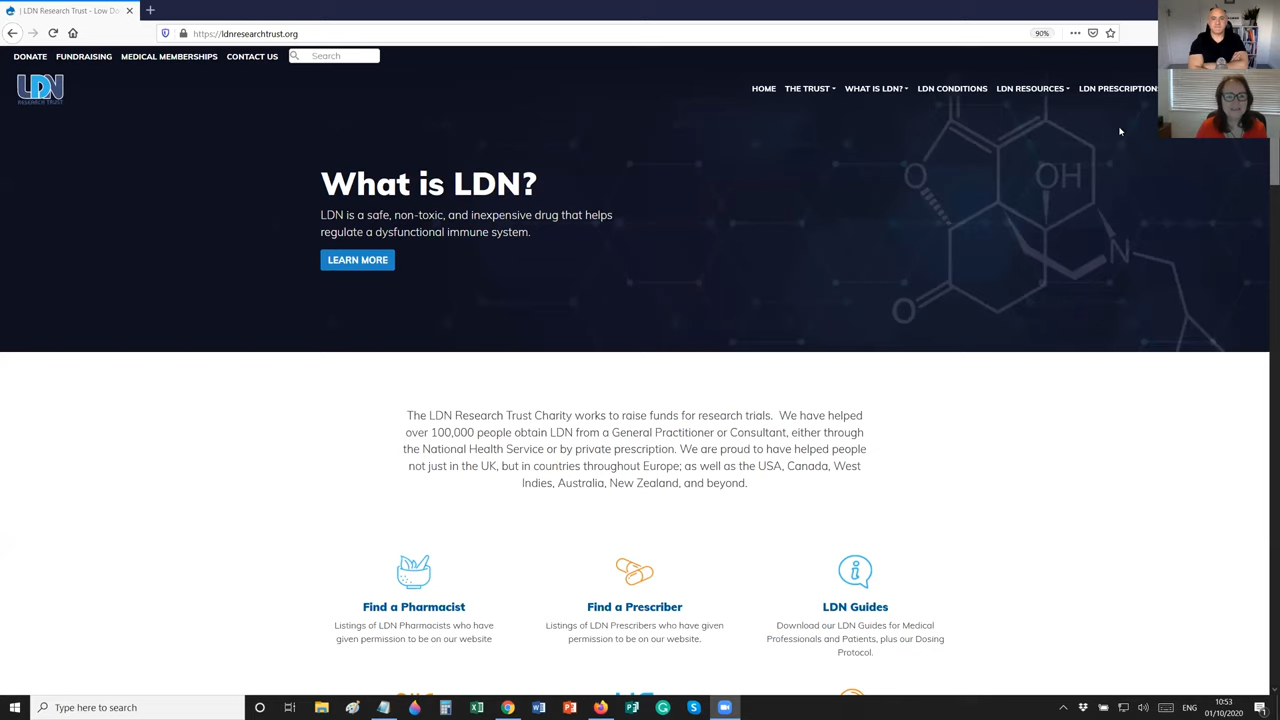 | LDN Research Trust - Low Do
https://ldnresearchtrust.org
90%
DONATE FUNDRAISING MEDICAL MEMBERSHIPS CONTACT US Search
LDN
RESEARCH TRUST
HOME THE TRUST WHAT IS LDN? LDN CONDITIONS LDN RESOURCES LDN PRESCRIPTION
What is LDN?
LDN is a safe, non-toxic, and inexpensive drug that helps
regulate a dysfunctional immune system.
LEARN MORE
O OH
N
O
The LDN Research Trust Charity works to raise funds for research trials. We have helped
over 100,000 people obtain LDN from a General Practitioner or Consultant, either through
the National Health Service or by private prescription. We are proud to have helped people
not just in the UK, but in countries throughout Europe; as well as the USA, Canada, West
Indies, Australia, New Zealand, and beyond.
Find a Pharmacist
Listings of LDN Pharmacists who have
given permission to be on our website
Find a Prescriber
Listings of LDN Prescribers who have given
permission to be on our website.
LDN Guides
Download our LDN Guides for Medical
Professionals and Patients, plus our Dosing
Protocol.
Type here to search
ENG
10:53
01/10/2020